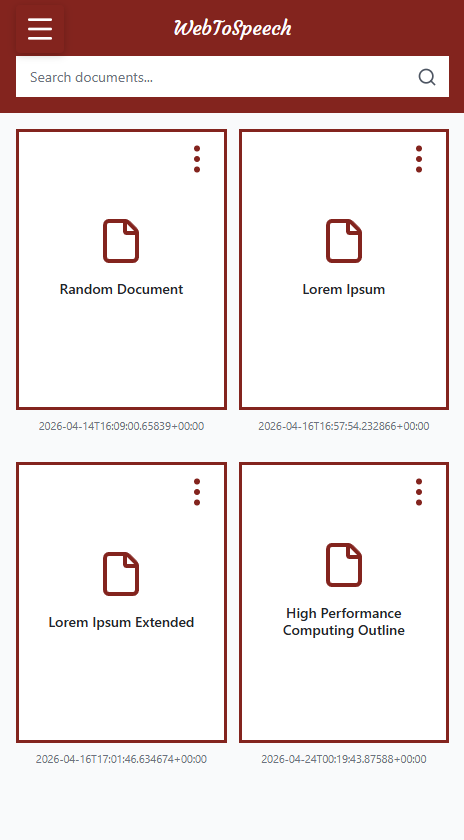 WebToSpeech
Search documents...
Random Document
Lorem Ipsum
2026-04-14T16:09:00.65839+00:00
2026-04-16T16:57:54.232866+00:00
Lorem Ipsum Extended
High Performance
Computing Outline
2026-04-16T17:01:46.634674+00:00
2026-04-24T00:19:43.87588+00:00